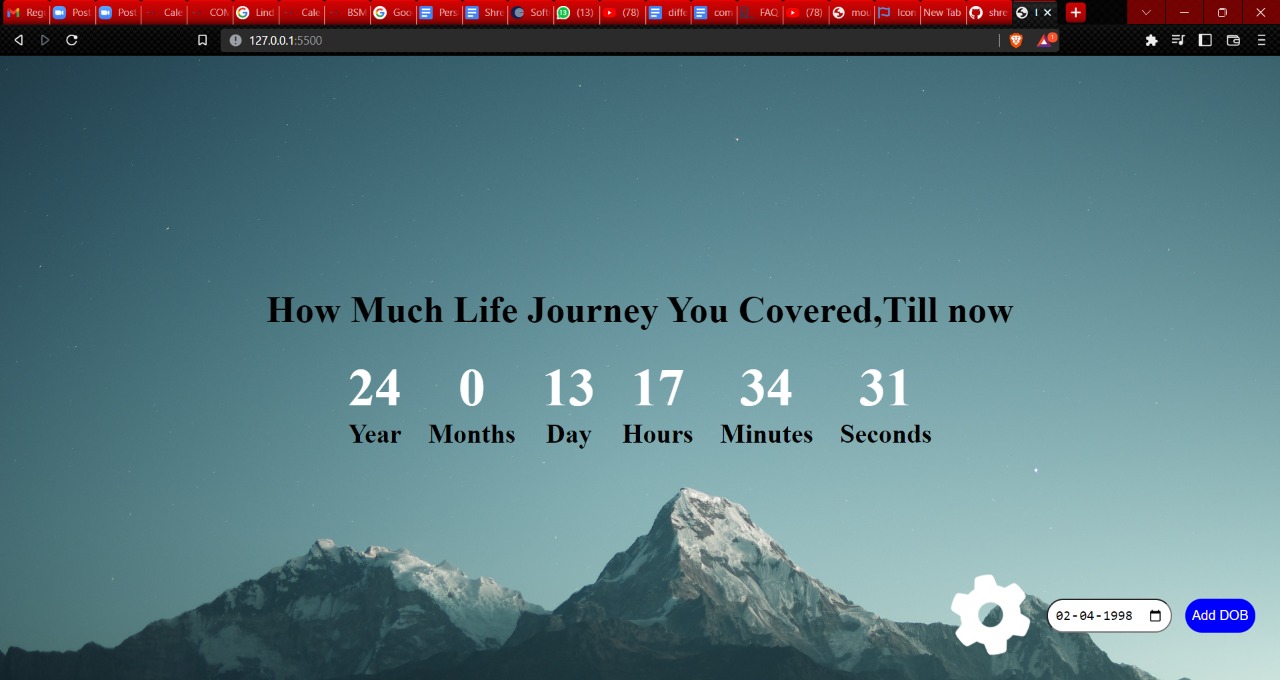 Reg Post Post Cale CON Lind Cale BSM Goo Pers Shre Soft (13) (78) diffe com FAQ (78) mou Icon New Tab shre I
127.0.0.1:5500
How Much Life Journey You Covered,Till now
24 0 13 17 34 31
Year Months Day Hours Minutes Seconds
02-04-1998 Add DOB